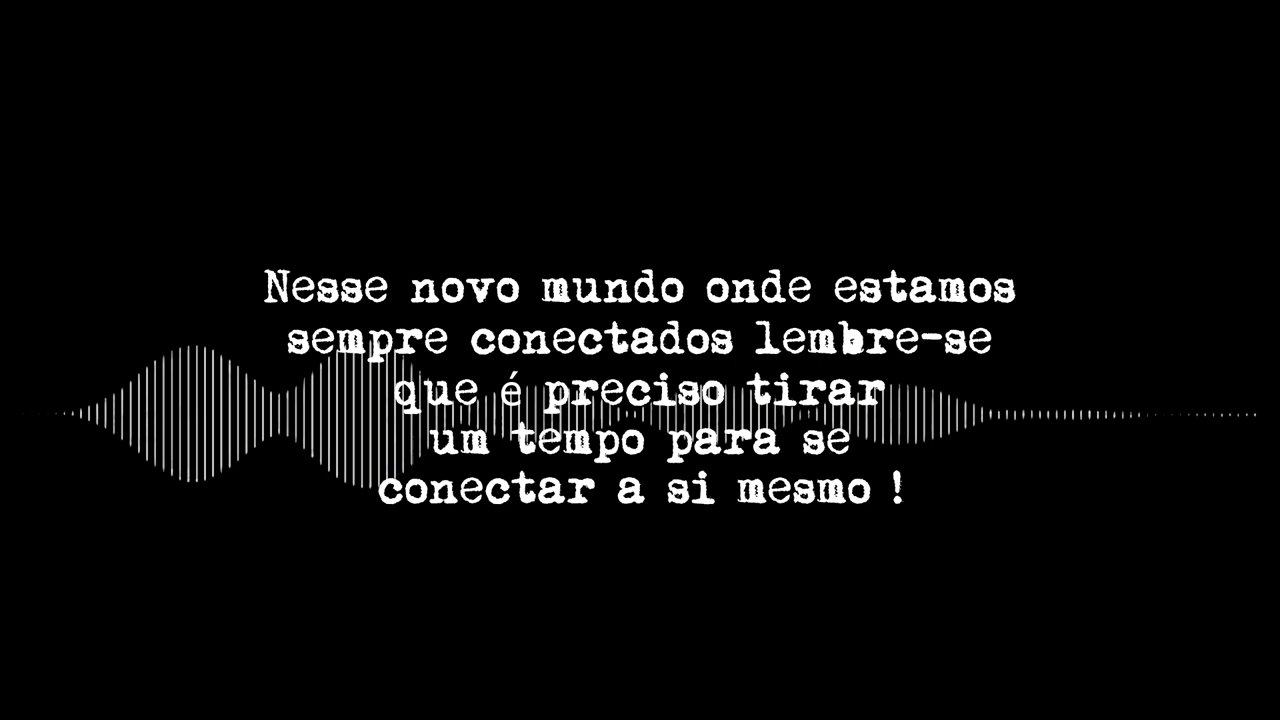 Nesse novo mundo onde estamos
sempre conectados lembre-se
que é preciso tirar
um tempo para se
conectar a si mesmo !